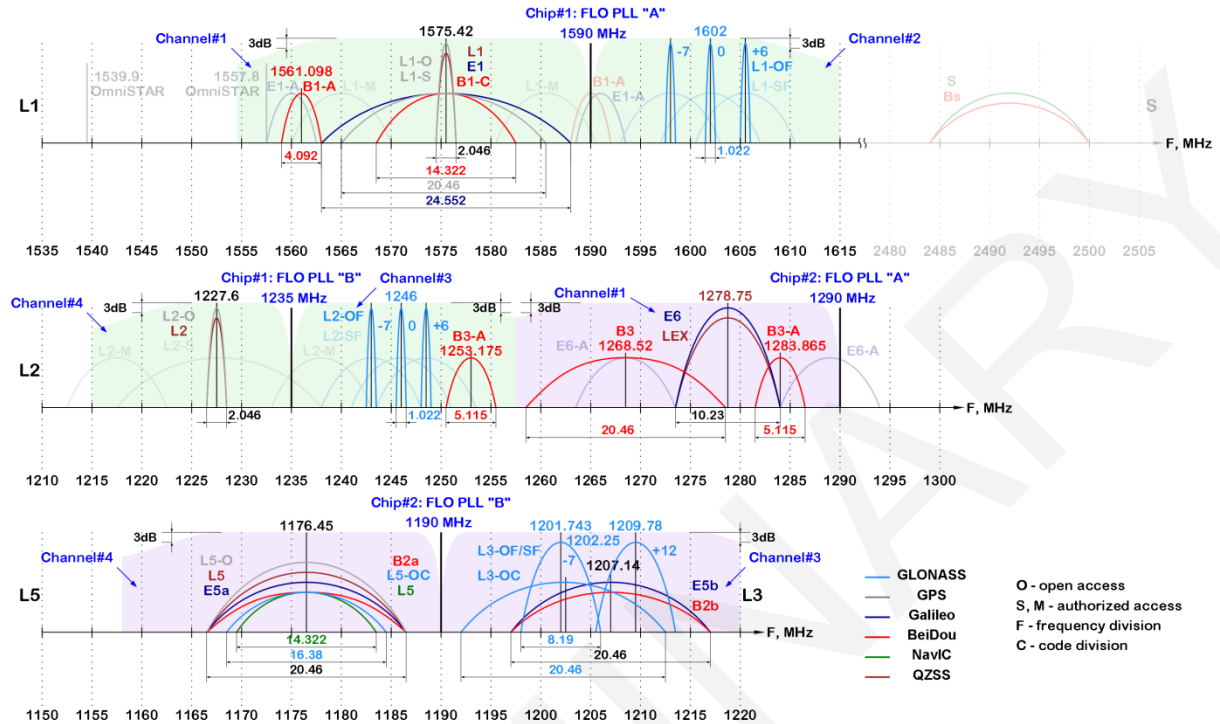 Chip#1: FLO PLL "A"
Channel#1
3dB
1575.42
1590 MHz
1602
3dB
Channel#2
-7
0
+6
1539.9
OmniSTAR
1557.8
OmniSTAR
1561.098
E1-A
B1-A
L1-M
L1-O
L1-S
L1
E1
B1-C
L1-M
B1-A
E1-A
L1-OF
L1-SF
S
Bs
L1
S
4.092
2.046
1.022
F, MHz
14.322
20.46
24.552
1535 1540 1545 1550 1555 1560 1565 1570 1575 1580 1585 1590 1595 1600 1605 1610 1615 2480 2485 2490 2495 2500 2505
Chip#1: FLO PLL "B"
Channel#3
Chip#2: FLO PLL "A"
Channel#4
1227.6
1235 MHz
1246
Channel#1
1278.75
1290 MHz
3dB
3dB
3dB
3dB
L2-O
L2
L2-M
L2-M
L2-OF
L2-SF
-7
0
+6
B3-A
1253.175
B3
1268.52
E6-A
E6
LEX
B3-A
1283.865
E6-A
L2
2.046
1.022
5.115
10.23
F, MHz
20.46
5.115
1210 1215 1220 1225 1230 1235 1240 1245 1250 1255 1260 1265 1270 1275 1280 1285 1290 1295 1300
Chip#2: FLO PLL "B"
1176.45
1190 MHz
1201.743
1209.78
3dB
1202.25
3dB
Channel#4
Channel#3
L5-O
L5
E5a
B2a
L5-OC
L5
L3-OF/SF
L3-OC
-7
+12
1207.14
E5b
B2b
L5
L3
14.322
16.38
20.46
8.19
20.46
20.46
F, MHz
1150 1155 1160 1165 1170 1175 1180 1185 1190 1195 1200 1205 1210 1215 1220
GLONASS
GPS
Galileo
BeiDou
NavIC
QZSS
O - open access
S, M - authorized access
F - frequency division
C - code division